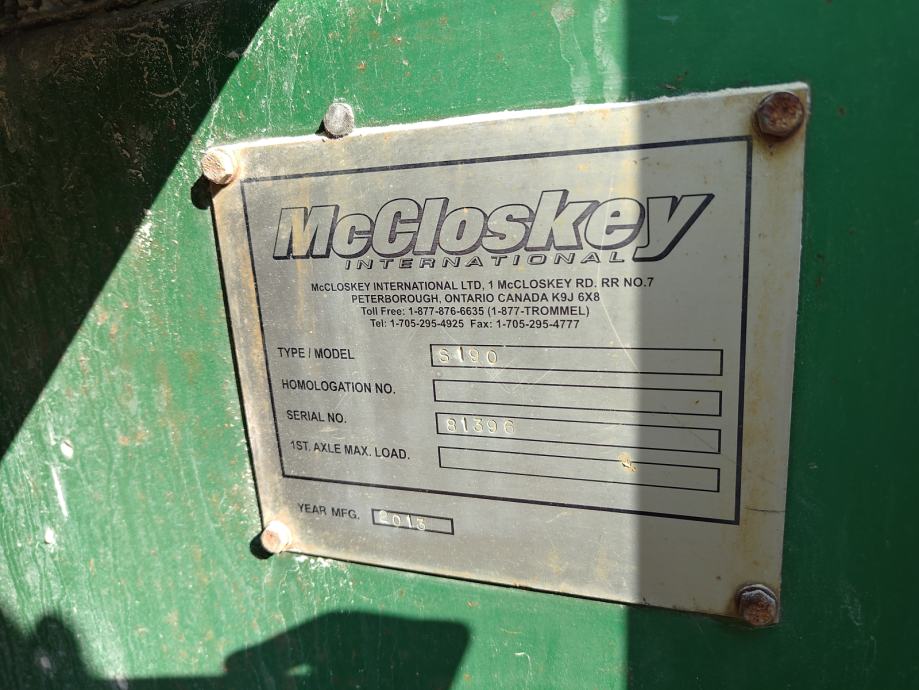 McCloskey
INTERNATIONAL
McCLOSKEY INTERNATIONAL LTD, 1 McCLOSKEY RD. RR NO.7
PETERBOROUGH, ONTARIO CANADA K9J 6X8
Toll Free: 1-877-876-6635 (1-877-TROMMEL)
Tel: 1-705-295-4925 Fax: 1-705-295-4777
TYPE / MODEL S190
HOMOLOGATION NO.
SERIAL NO. 81396
1ST. AXLE MAX. LOAD.
YEAR MFG. 2013